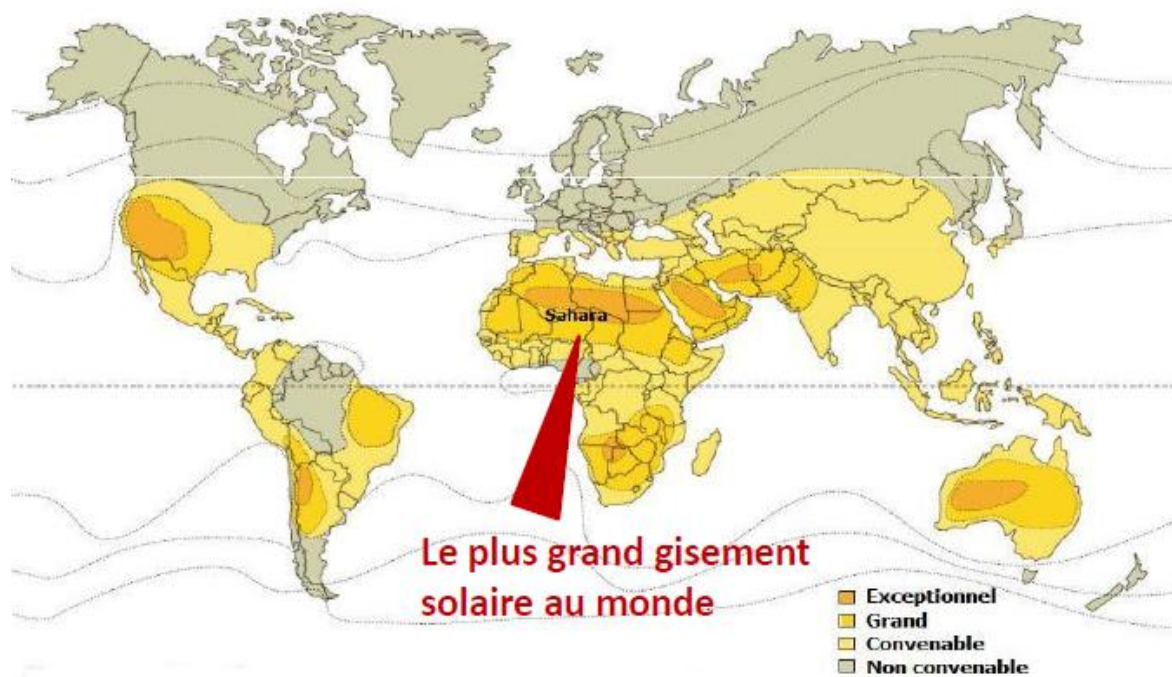 Sahara
Le plus grand gisement
solaire au monde
Exceptionnel
Grand
Convenable
Non convenable